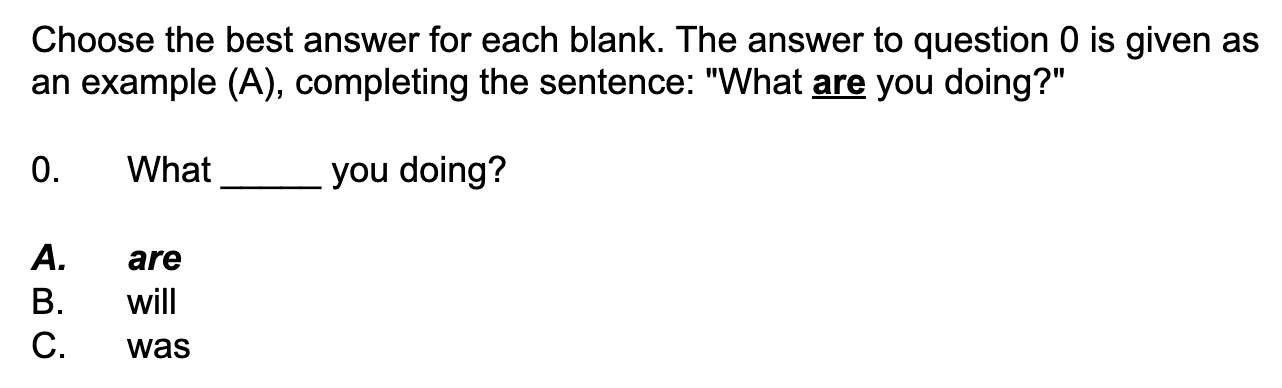 Choose the best answer for each blank. The answer to question 0 is given as
an example (A), completing the sentence: "What are you doing?"
0. What _____ you doing?
A. are
B. will
C. was